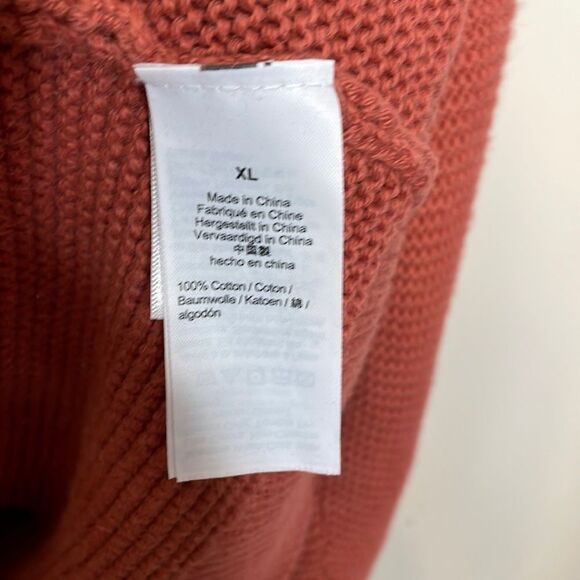 XL
Made in China
Fabriqué en Chine
Hergestellt in China
Vervaardigd in China
中國製
hecho en china
100% Cotton / Coton /
Baumwolle / Katoen / 綿 /
algodón